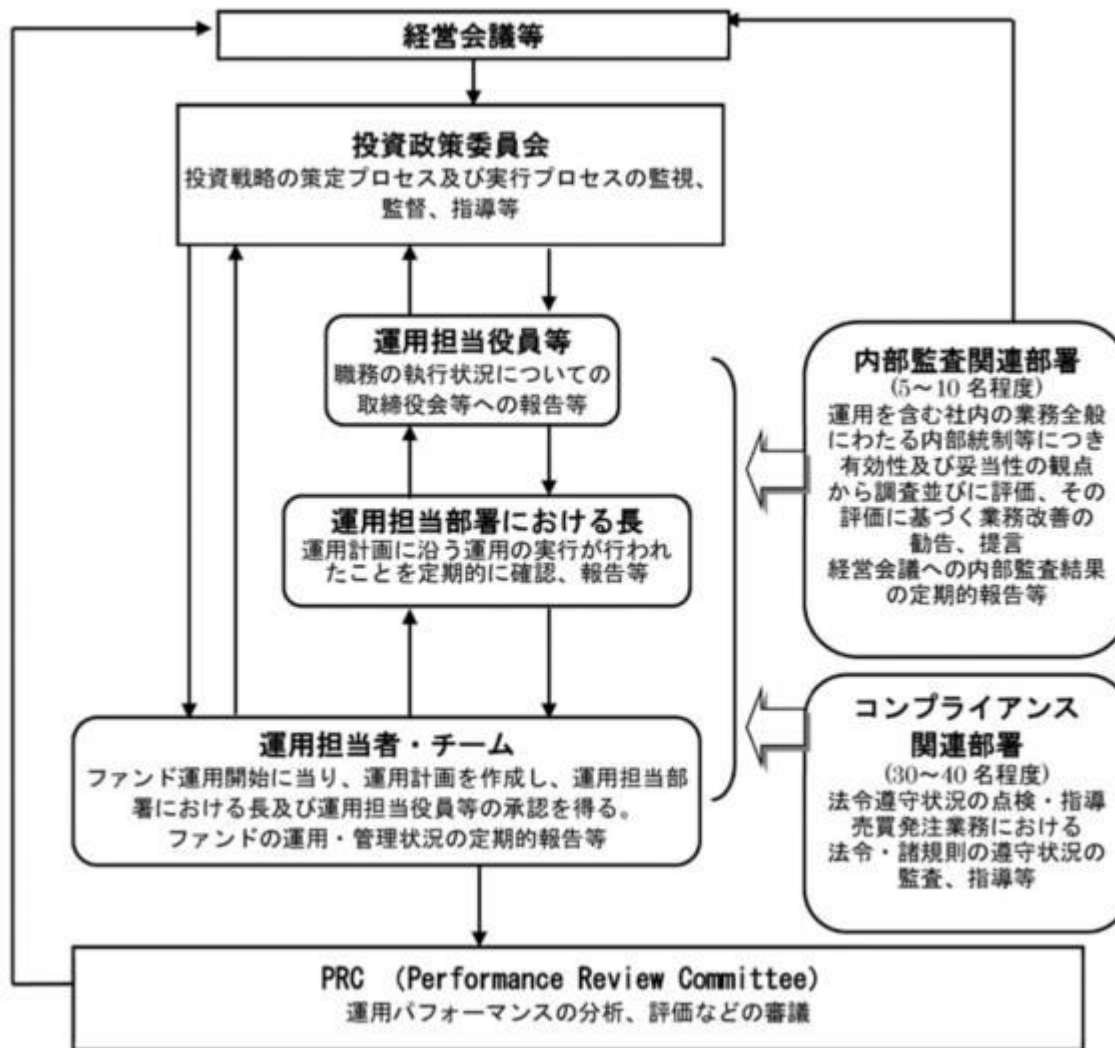 経営会議等
投資政策委員会
投資戦略の策定プロセス及び実行プロセスの監視、
監督、指導等
運用担当役員等
職務の執行状況についての
取締役会等への報告等
運用担当部署における長
運用計画に沿う運用の実行が行われ
たことを定期的に確認、報告等
運用担当者・チーム
ファンド運用開始に当り、運用計画を作成し、運用担当部
署における長及び運用担当役員等の承認を得る。
ファンドの運用・管理状況の定期的報告等
内部監査関連部署
(5～10 名程度)
運用を含む社内の業務全般
にわたる内部統制等につき
有効性及び妥当性の観点
から調査並びに評価、その
評価に基づく業務改善の
勧告、提言
経営会議への内部監査結果
の定期的報告等
コンプライアンス
関連部署
(30～40 名程度)
法令遵守状況の点検・指導
売買発注業務における
法令・諸規則の遵守状況の
監査、指導等
PRC （Performance Review Committee）
運用パフォーマンスの分析、評価などの審議